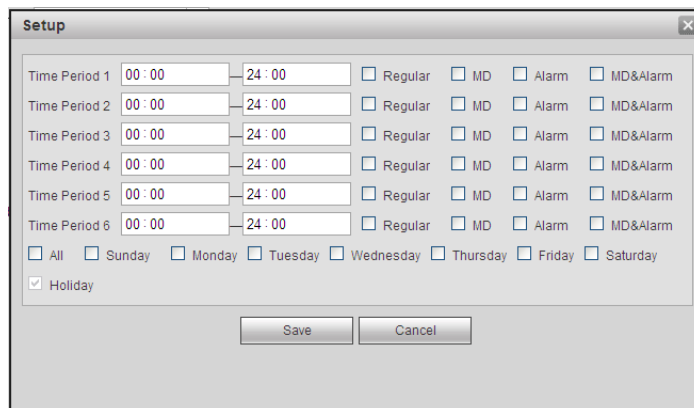 Setup
Time Period 1 00:00 — 24:00 Regular MD Alarm MD&Alarm
Time Period 2 00:00 — 24:00 Regular MD Alarm MD&Alarm
Time Period 3 00:00 — 24:00 Regular MD Alarm MD&Alarm
Time Period 4 00:00 — 24:00 Regular MD Alarm MD&Alarm
Time Period 5 00:00 — 24:00 Regular MD Alarm MD&Alarm
Time Period 6 00:00 — 24:00 Regular MD Alarm MD&Alarm
All Sunday Monday Tuesday Wednesday Thursday Friday Saturday
Holiday
Save Cancel